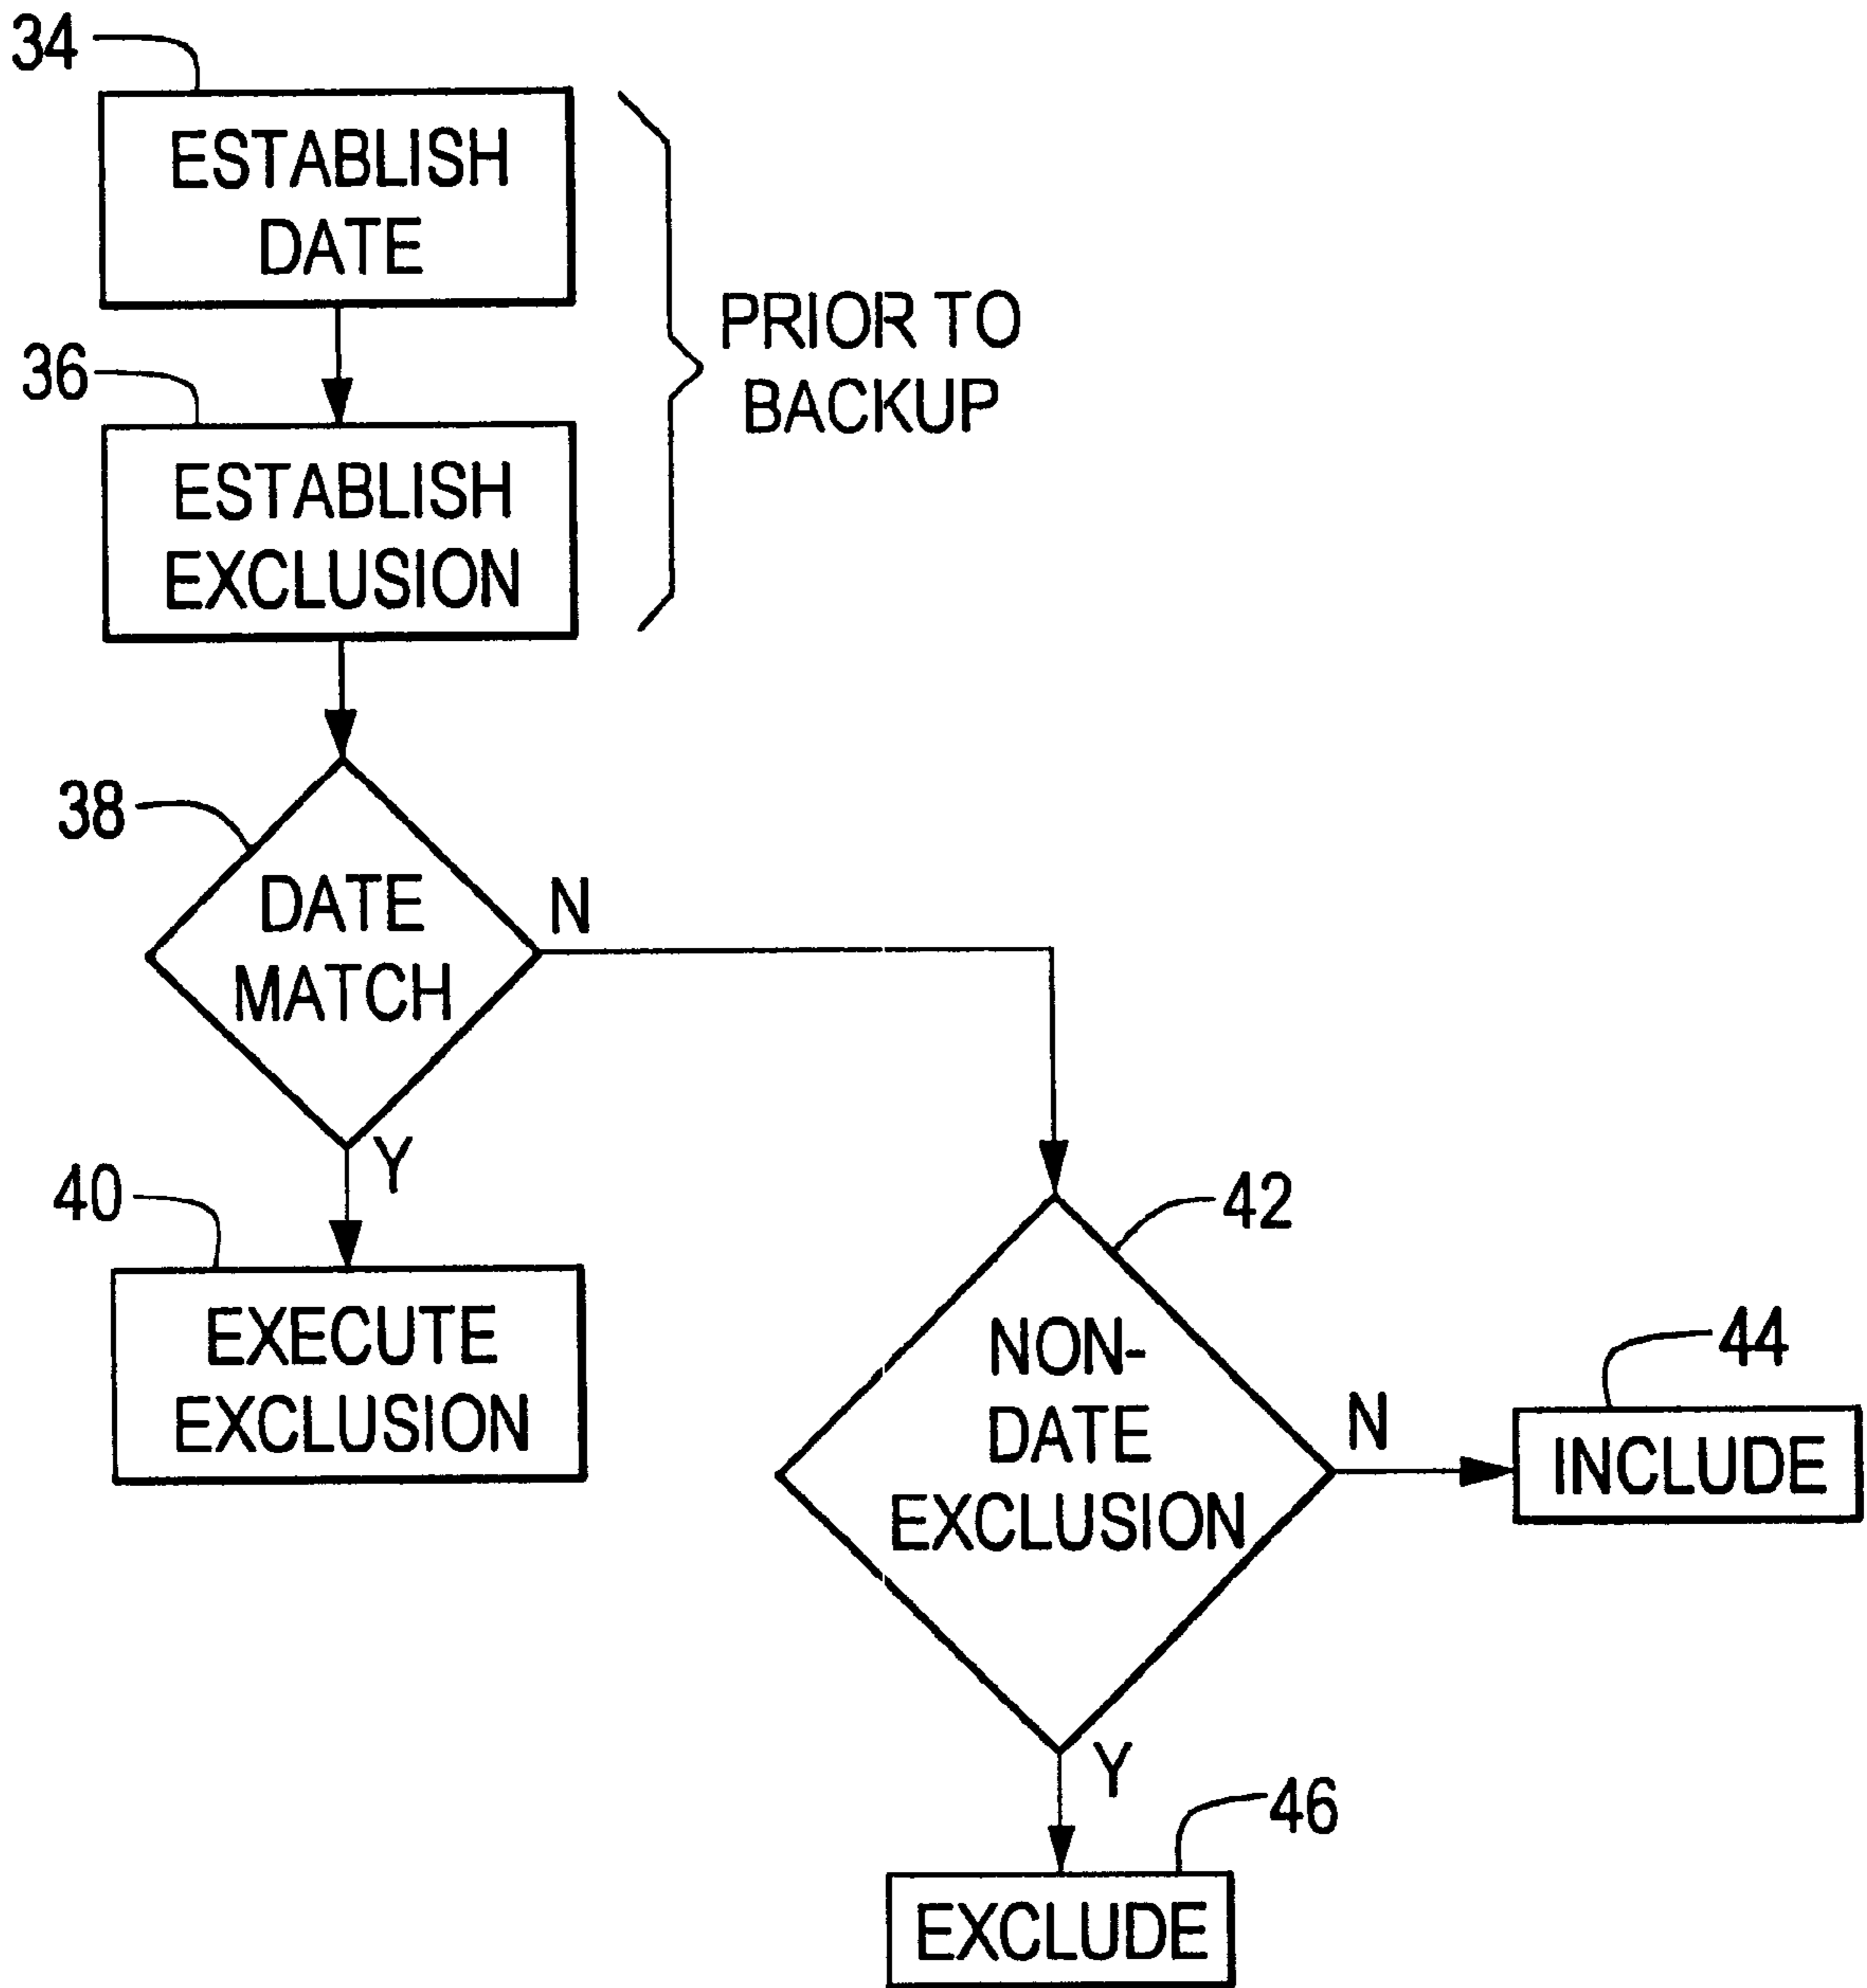 34
ESTABLISH
DATE
PRIOR TO
BACKUP
36
ESTABLISH
EXCLUSION
38
DATE
MATCH
N
Y
40
EXECUTE
EXCLUSION
42
NON-
DATE
EXCLUSION
N
44
INCLUDE
Y
46
EXCLUDE